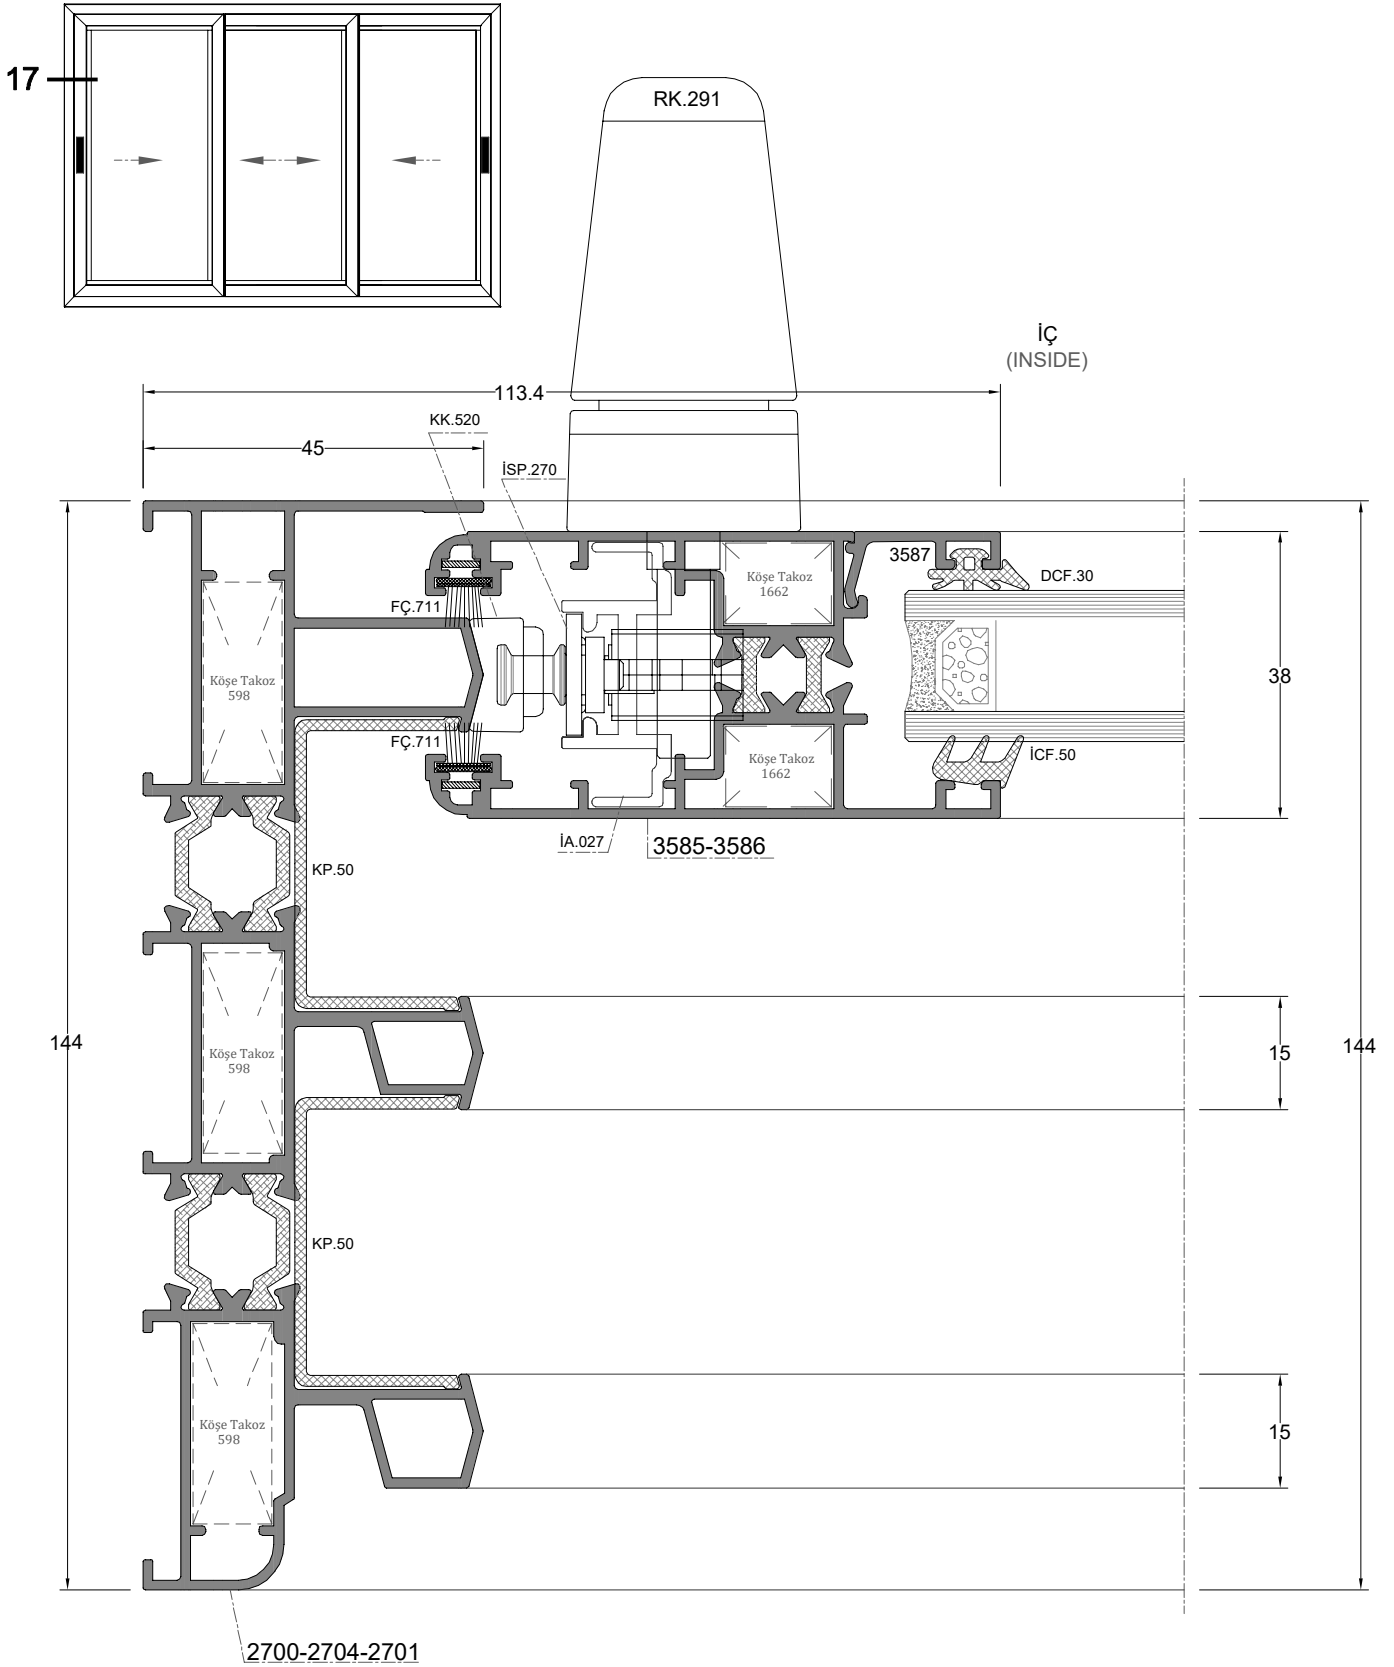 17
RK.291
İÇ
(INSIDE)
113.4
KK.520
45
İSP.270
3587
DCF.30
Köşe Takoz
1662
FÇ.711
Köşe Takoz
598
38
FÇ.711
İCF.50
Köşe Takoz
1662
İA.027
3585-3586
KP.50
144
Köşe Takoz
598
15
144
KP.50
Köşe Takoz
598
15
2700-2704-2701